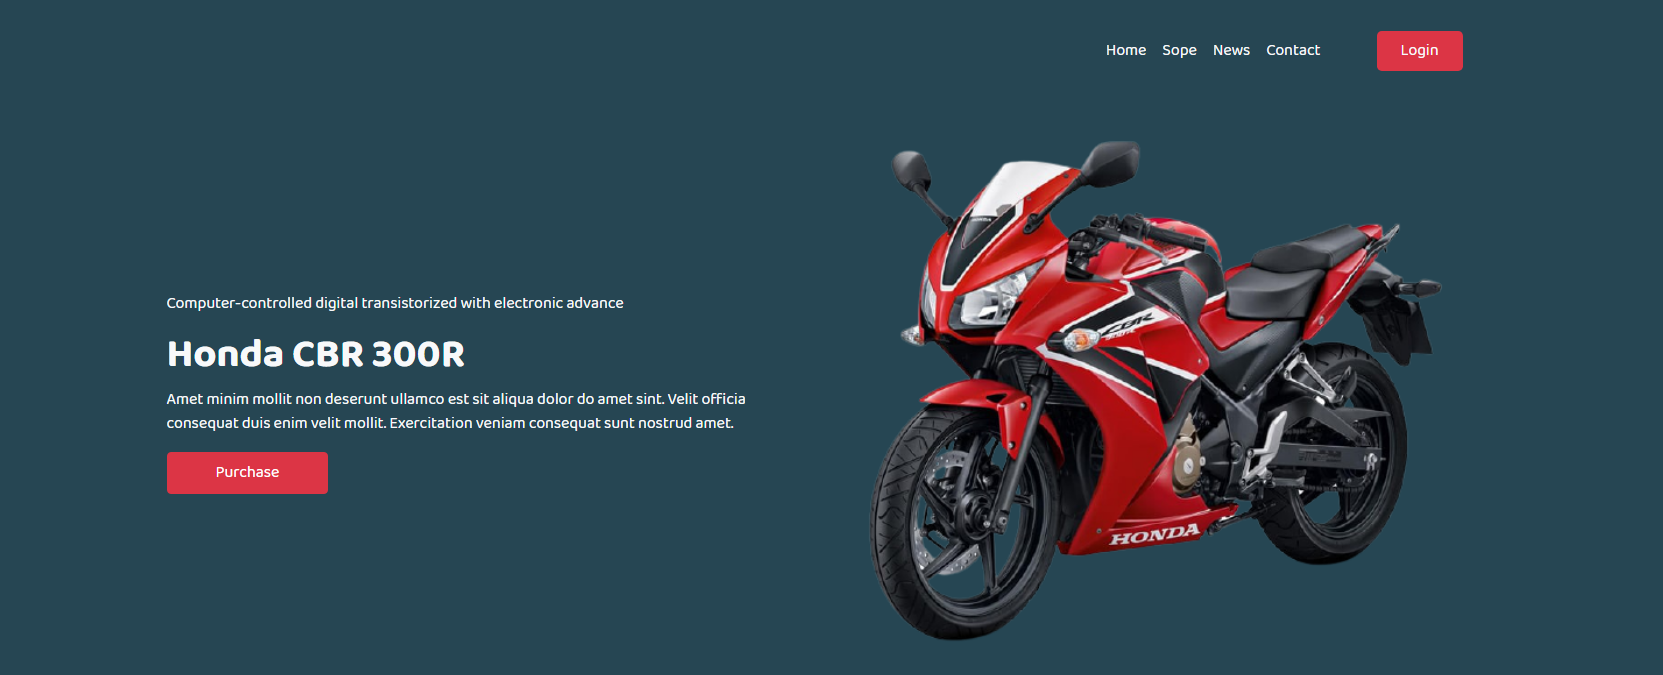 Home Sope News Contact Login
Computer-controlled digital transistorized with electronic advance
Honda CBR 300R
Amet minim mollit non deserunt ullamco est sit aliqua dolor do amet sint. Velit officia
consequat duis enim velit mollit. Exercitation veniam consequat sunt nostrud amet.
Purchase
HONDA
CBR
HONDA